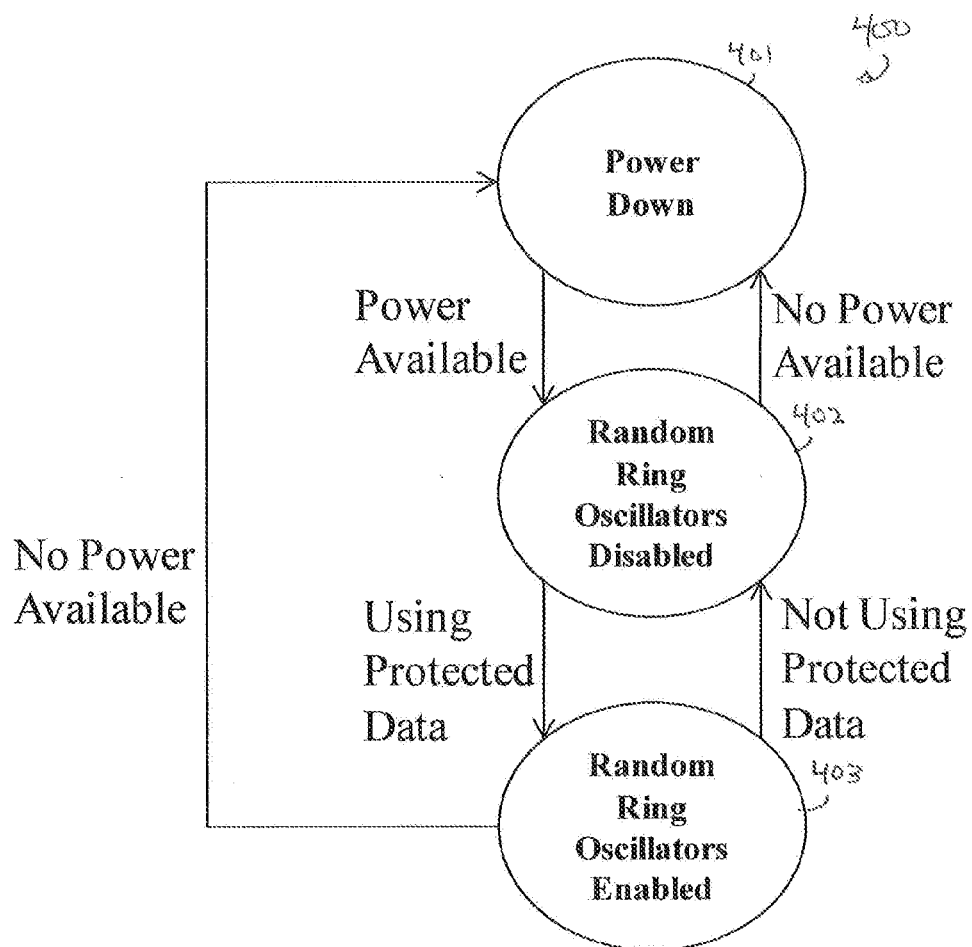 400
401
Power
Down
Power
Available
No Power
Available
402
Random
Ring
Oscillators
Disabled
No Power
Available
Using
Protected
Data
Not Using
Protected
Data
403
Random
Ring
Oscillators
Enabled